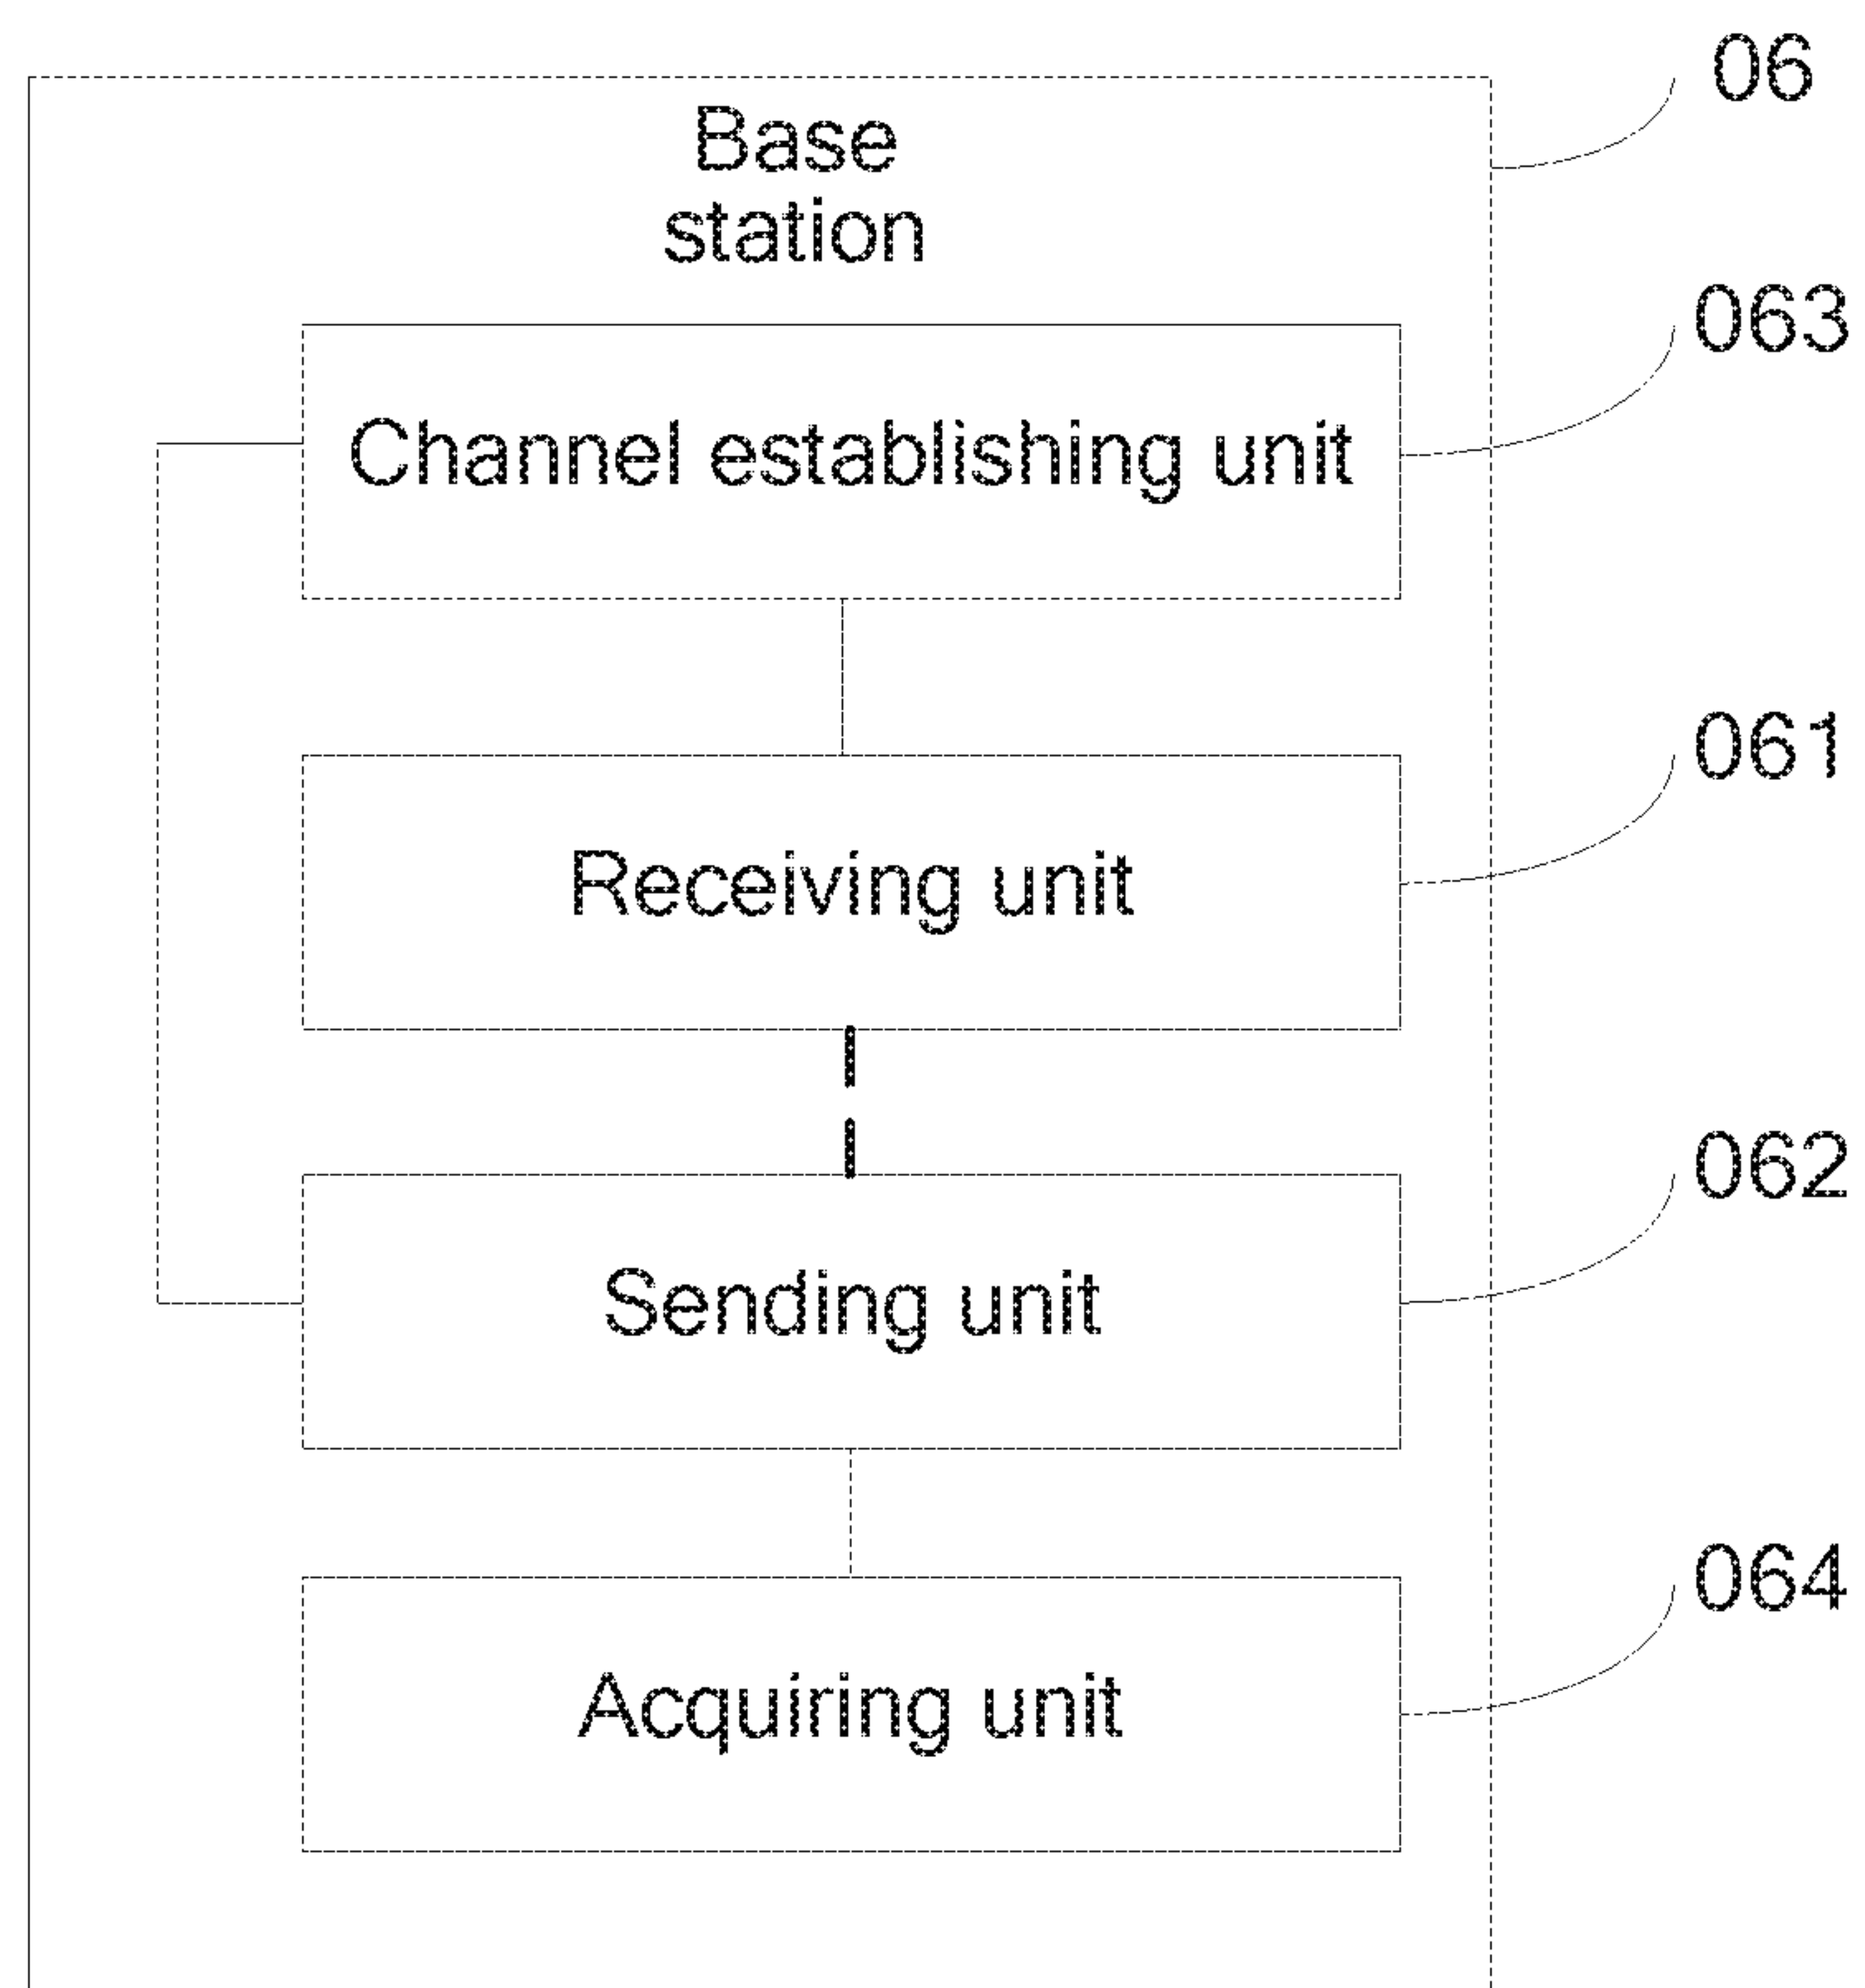 06
Base
station
063
Channel establishing unit
061
Receiving unit
062
Sending unit
064
Acquiring unit